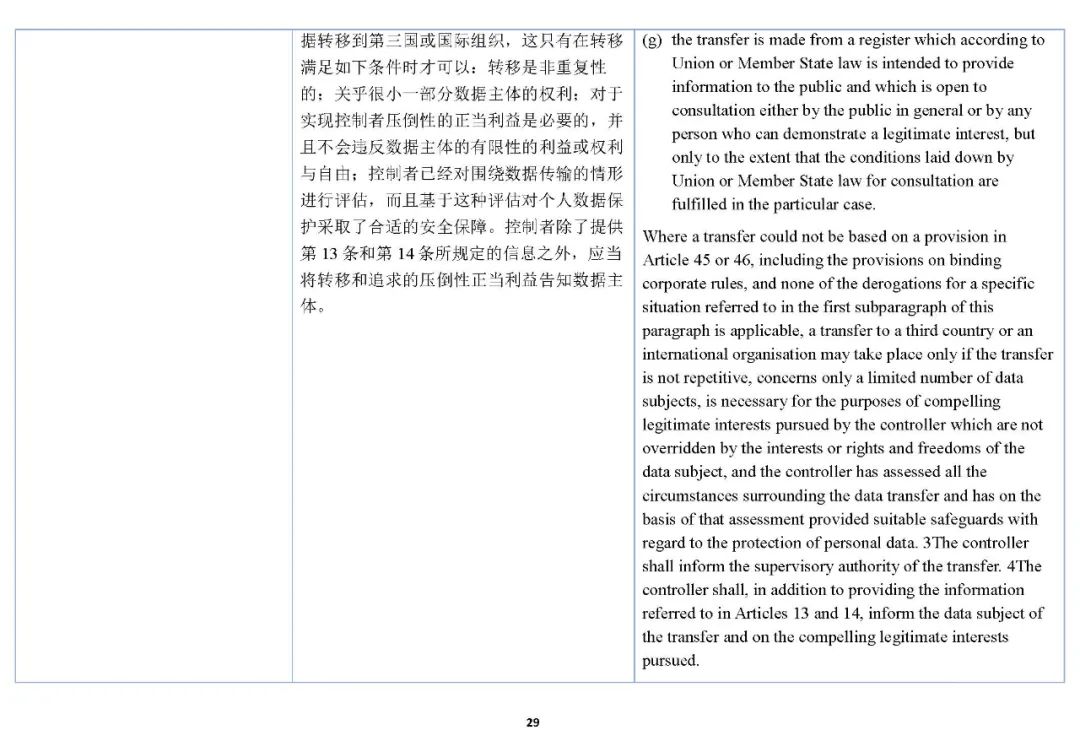 据转移到第三国或国际组织，这只有在转移
满足如下条件时才可以：转移是非重复性
的；关乎很小一部分数据主体的权利；对于
实现控制者压倒性的正当利益是必要的，并
且不会违反数据主体的有限性的利益或权利
与自由；控制者已经对围绕数据传输的情形
进行评估，而且基于这种评估对个人数据保
护采取了合适的安全保障。控制者除了提供
第 13 条和第 14 条所规定的信息之外，应当
将转移和追求的压倒性正当利益告知数据主
体。
(g) the transfer is made from a register which according to
Union or Member State law is intended to provide
information to the public and which is open to
consultation either by the public in general or by any
person who can demonstrate a legitimate interest, but
only to the extent that the conditions laid down by
Union or Member State law for consultation are
fulfilled in the particular case.
Where a transfer could not be based on a provision in
Article 45 or 46, including the provisions on binding
corporate rules, and none of the derogations for a specific
situation referred to in the first subparagraph of this
paragraph is applicable, a transfer to a third country or an
international organisation may take place only if the transfer
is not repetitive, concerns only a limited number of data
subjects, is necessary for the purposes of compelling
legitimate interests pursued by the controller which are not
overridden by the interests or rights and freedoms of the
data subject, and the controller has assessed all the
circumstances surrounding the data transfer and has on the
basis of that assessment provided suitable safeguards with
regard to the protection of personal data. 3The controller
shall inform the supervisory authority of the transfer. 4The
controller shall, in addition to providing the information
referred to in Articles 13 and 14, inform the data subject of
the transfer and on the compelling legitimate interests
pursued.
29